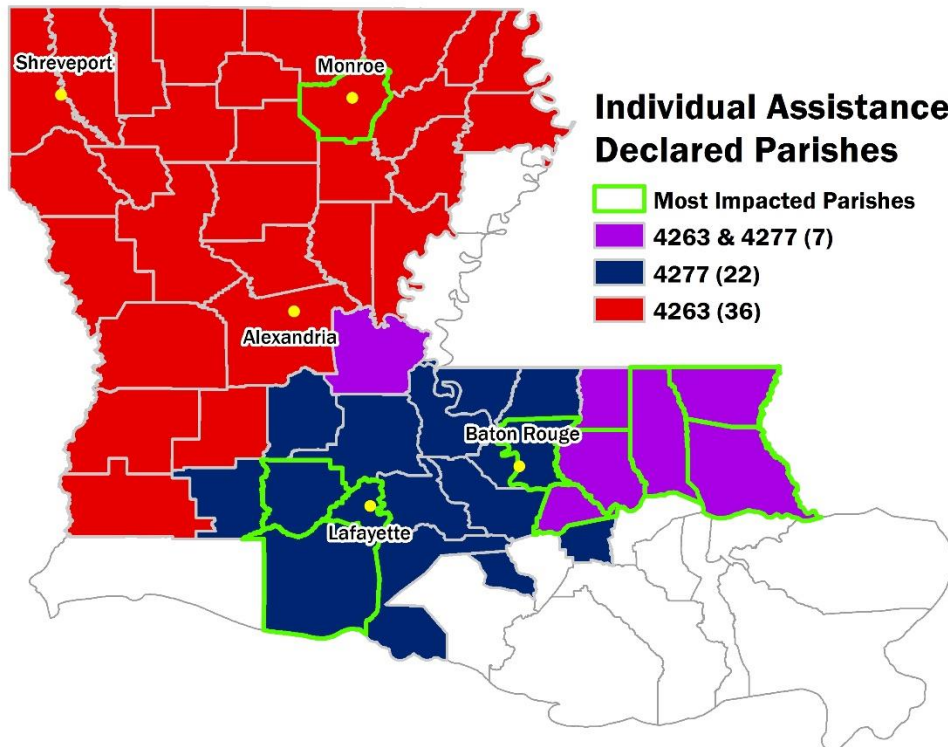 Shreveport
Monroe
Individual Assistance
Declared Parishes
Most Impacted Parishes
4263 & 4277 (7)
4277 (22)
4263 (36)
Alexandria
Baton Rouge
Lafayette